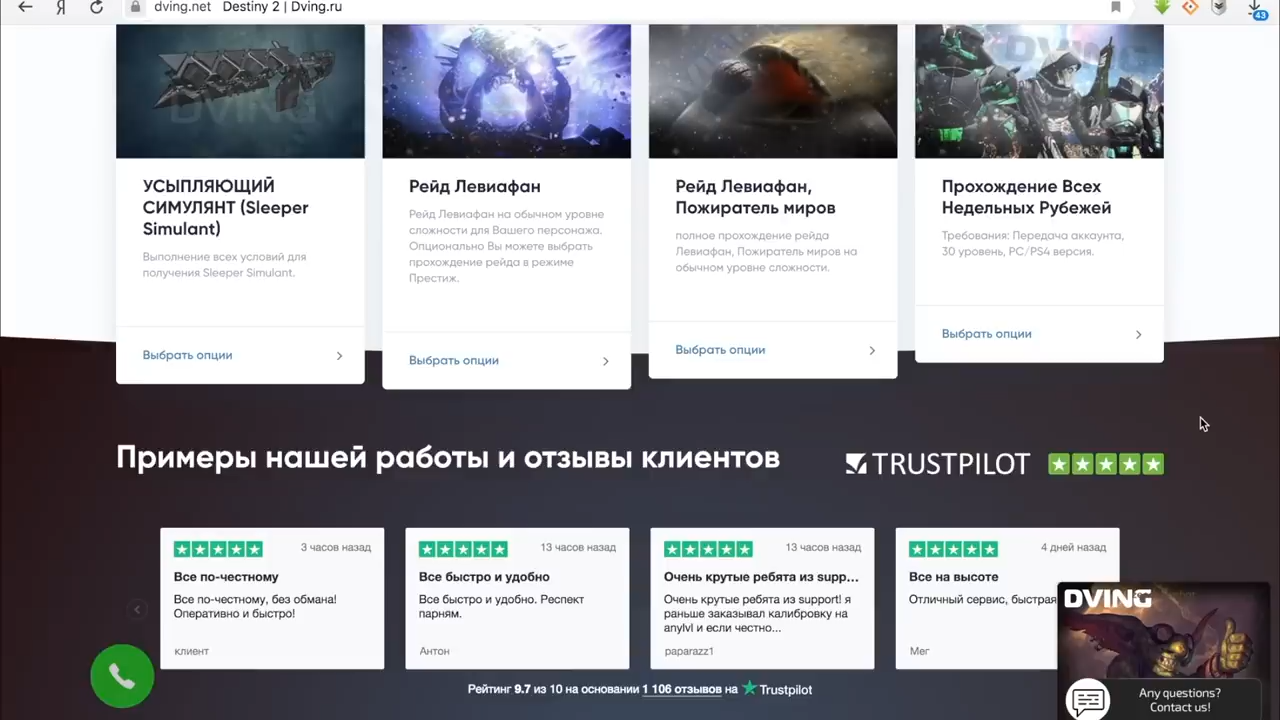 dving.net Destiny 2 | Dving.ru
43
DVING
DVING
УСЫПЛЯЮЩИЙ
СИМУЛЯНТ (Sleeper
Simulant)
Выполнение всех условий для
получения Sleeper Simulant.
Выбрать опции
Рейд Левиафан
Рейд Левиафан на обычном уровне
сложности для Вашего персонажа.
Опционально Вы можете выбрать
прохождение рейда в режиме
Престиж.
Выбрать опции
Рейд Левиафан,
Пожиратель миров
полное прохождение рейда
Левиафан, Пожиратель миров на
обычном уровне сложности.
Выбрать опции
Прохождение Всех
Недельных Рубежей
Требования: Передача аккаунта,
30 уровень, PC/PS4 версия.
Выбрать опции
Примеры нашей работы и отзывы клиентов
TRUSTPILOT
3 часов назад
Все по-честному
Все по-честному, без обмана!
Оперативно и быстро!
клиент
13 часов назад
Все быстро и удобно
Все быстро и удобно. Респект
парням.
Антон
13 часов назад
Очень крутые ребята из supp...
Очень крутые ребята из support! я
раньше заказывал калибровку на
anylvl и если честно...
paparazz1
4 дней назад
Все на высоте
Отличный сервис, быстрая
Мег
Рейтинг 9.7 из 10 на основании 1 106 отзывов на Trustpilot
DVING
Any questions?
Contact us!